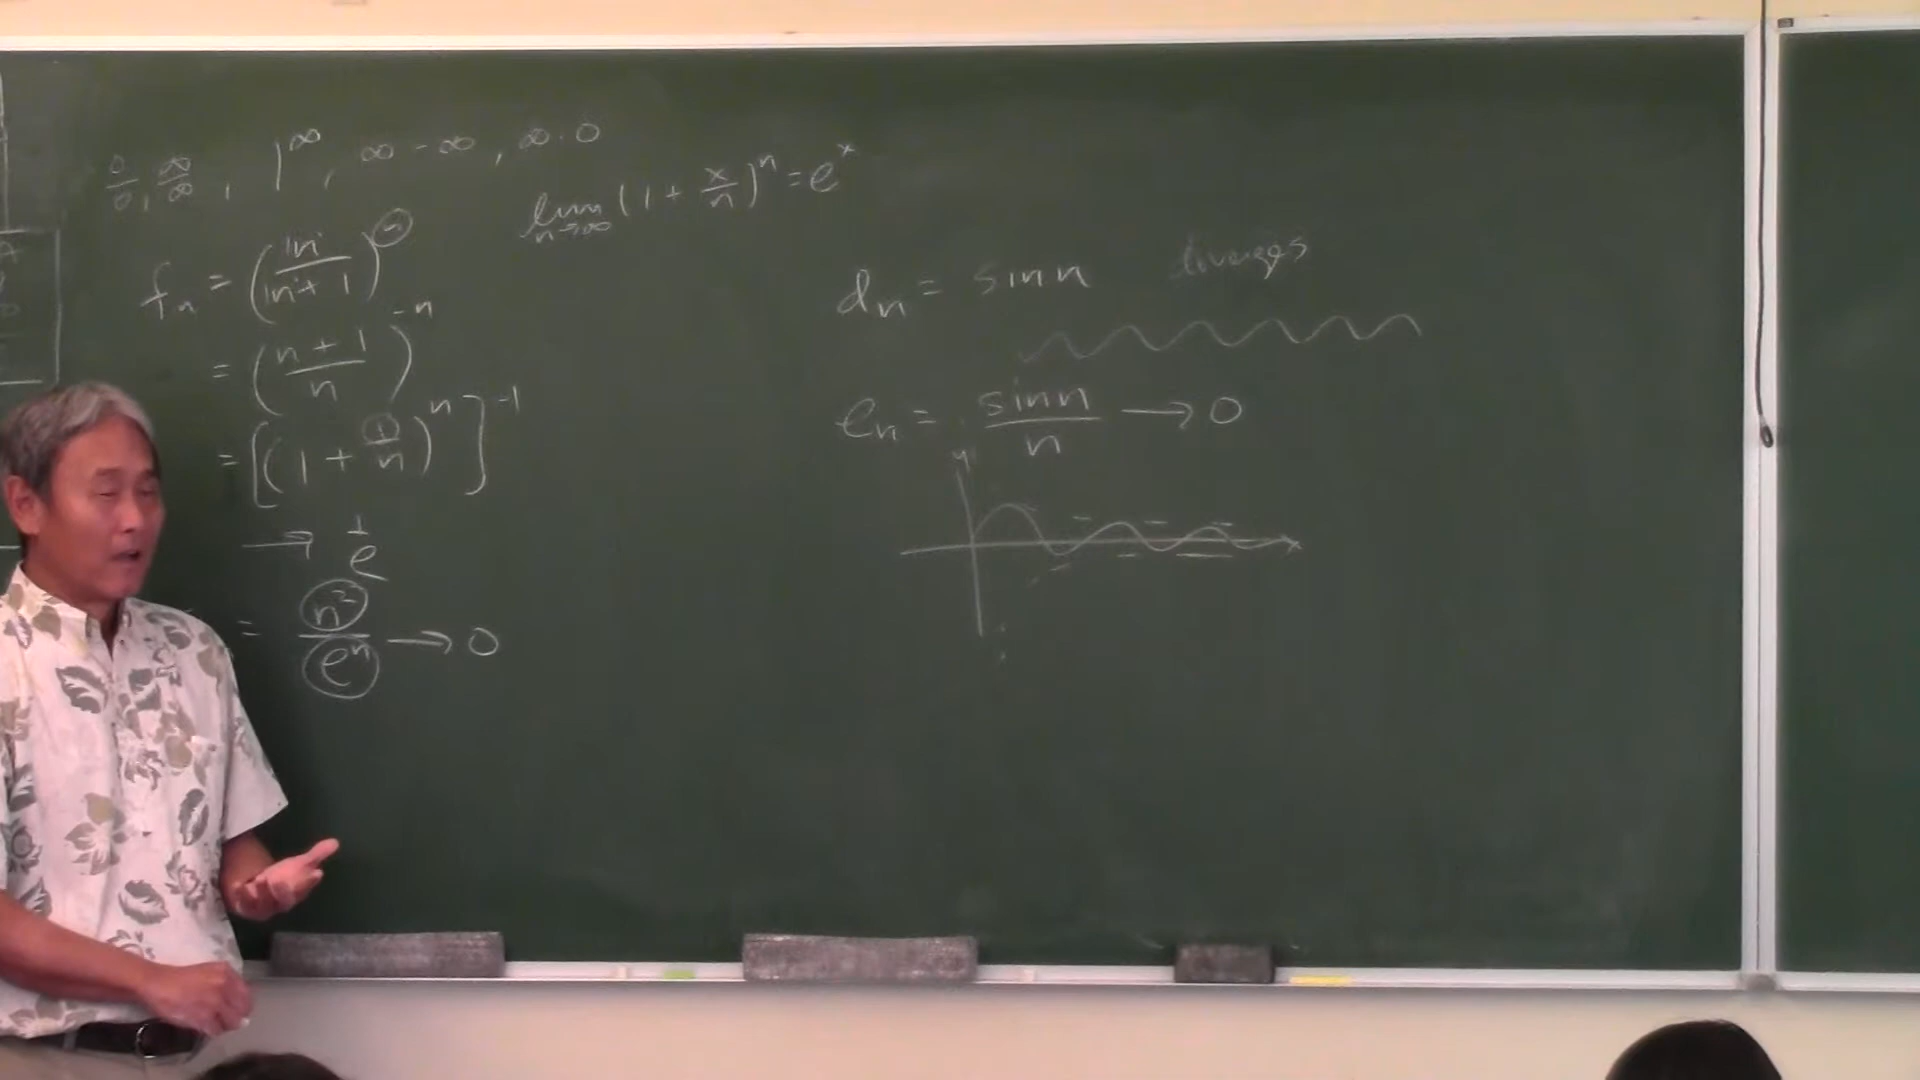 0/0, ∞/∞, 1^∞, ∞ - ∞, ∞ · 0
lim n→∞ (1 + x/n)^n = e^x
f_n = (n/(n+1))^n
= ((n+1)/n)^-n
= [(1 + 1/n)^n]^-1
→ 1/e
= n²/e^n → 0
d_n = sin n diverges
e_n = sin n / n → 0
y
x